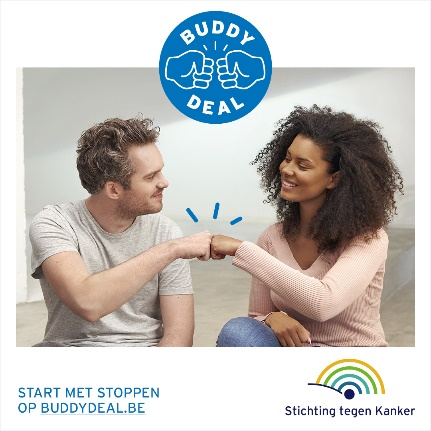 BUDDY
DEAL
START MET STOPPEN
OP BUDDYDEAL.BE
Stichting tegen Kanker